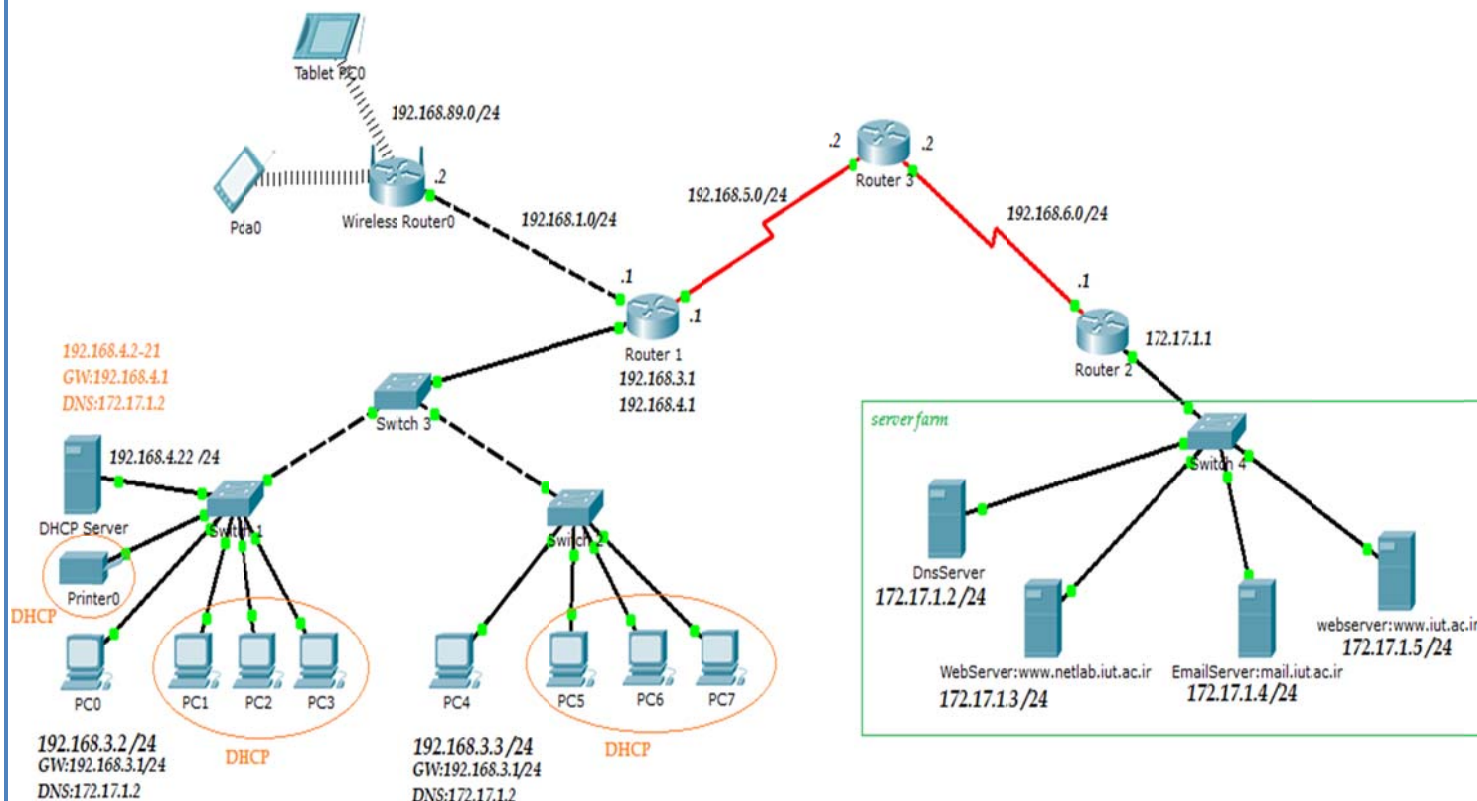 Tablet PC0
192.168.89.0/24
.2
Pda0
Wireless Router0
192.168.1.0/24
.1
.1
Router 1
192.168.3.1
192.168.4.1
192.168.5.0/24
.2
.2
Router 3
192.168.6.0/24
.1
172.17.1.1
Router 2
192.168.4.2-21
GW:192.168.4.1
DNS:172.17.1.2
Swtch 3
192.168.4.22 /24
DHCP Server
Switch 1
Switch 2
Printer0
DHCP
PC0
PC1
PC2
PC3
PC4
PC5
PC6
PC7
DHCP
DHCP
192.168.3.2 /24
GW:192.168.3.1/24
DNS:172.17.1.2
192.168.3.3 /24
GW:192.168.3.1/24
DNS:172.17.1.2
server farm
Switch 4
DnsServer
172.17.1.2 /24
WebServer:www.netlab.iut.ac.ir
172.17.1.3 /24
EmailServer:mail.iut.ac.ir
172.17.1.4 /24
webserver:www.iut.ac.ir
172.17.1.5 /24